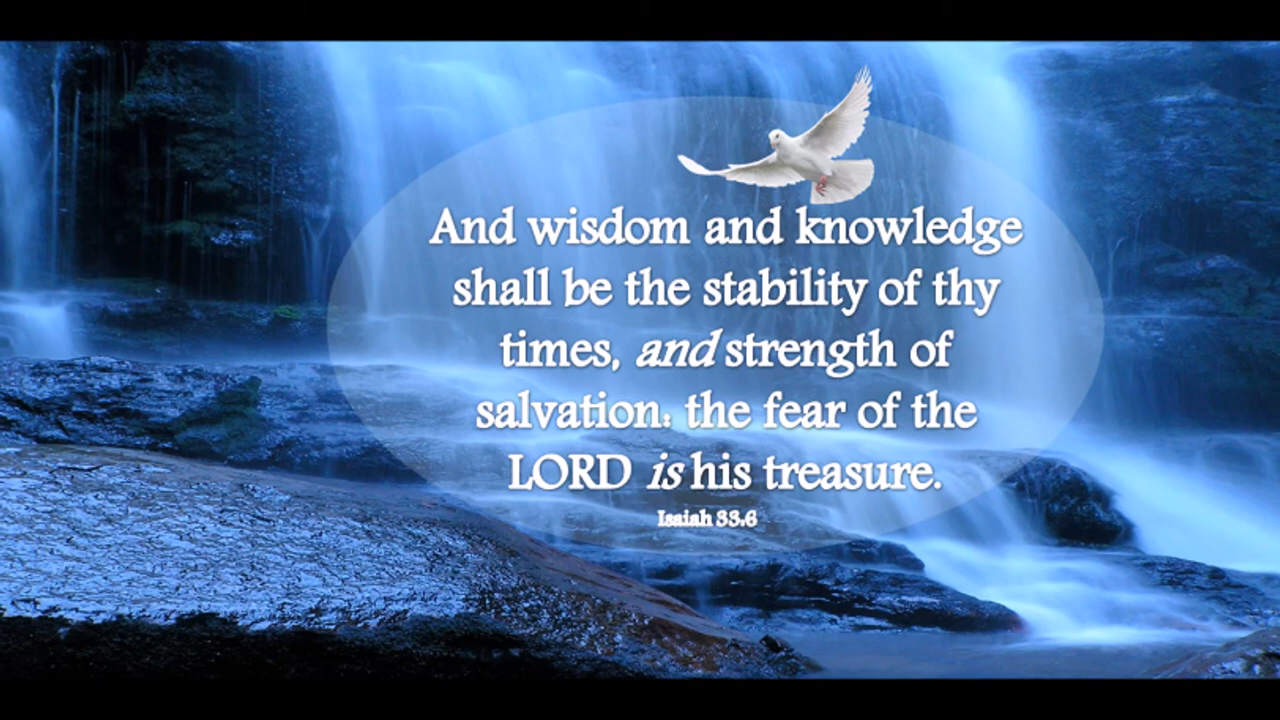 And wisdom and knowledge
shall be the stability of thy
times, and strength of
salvation: the fear of the
LORD is his treasure.
Isaiah 33.6